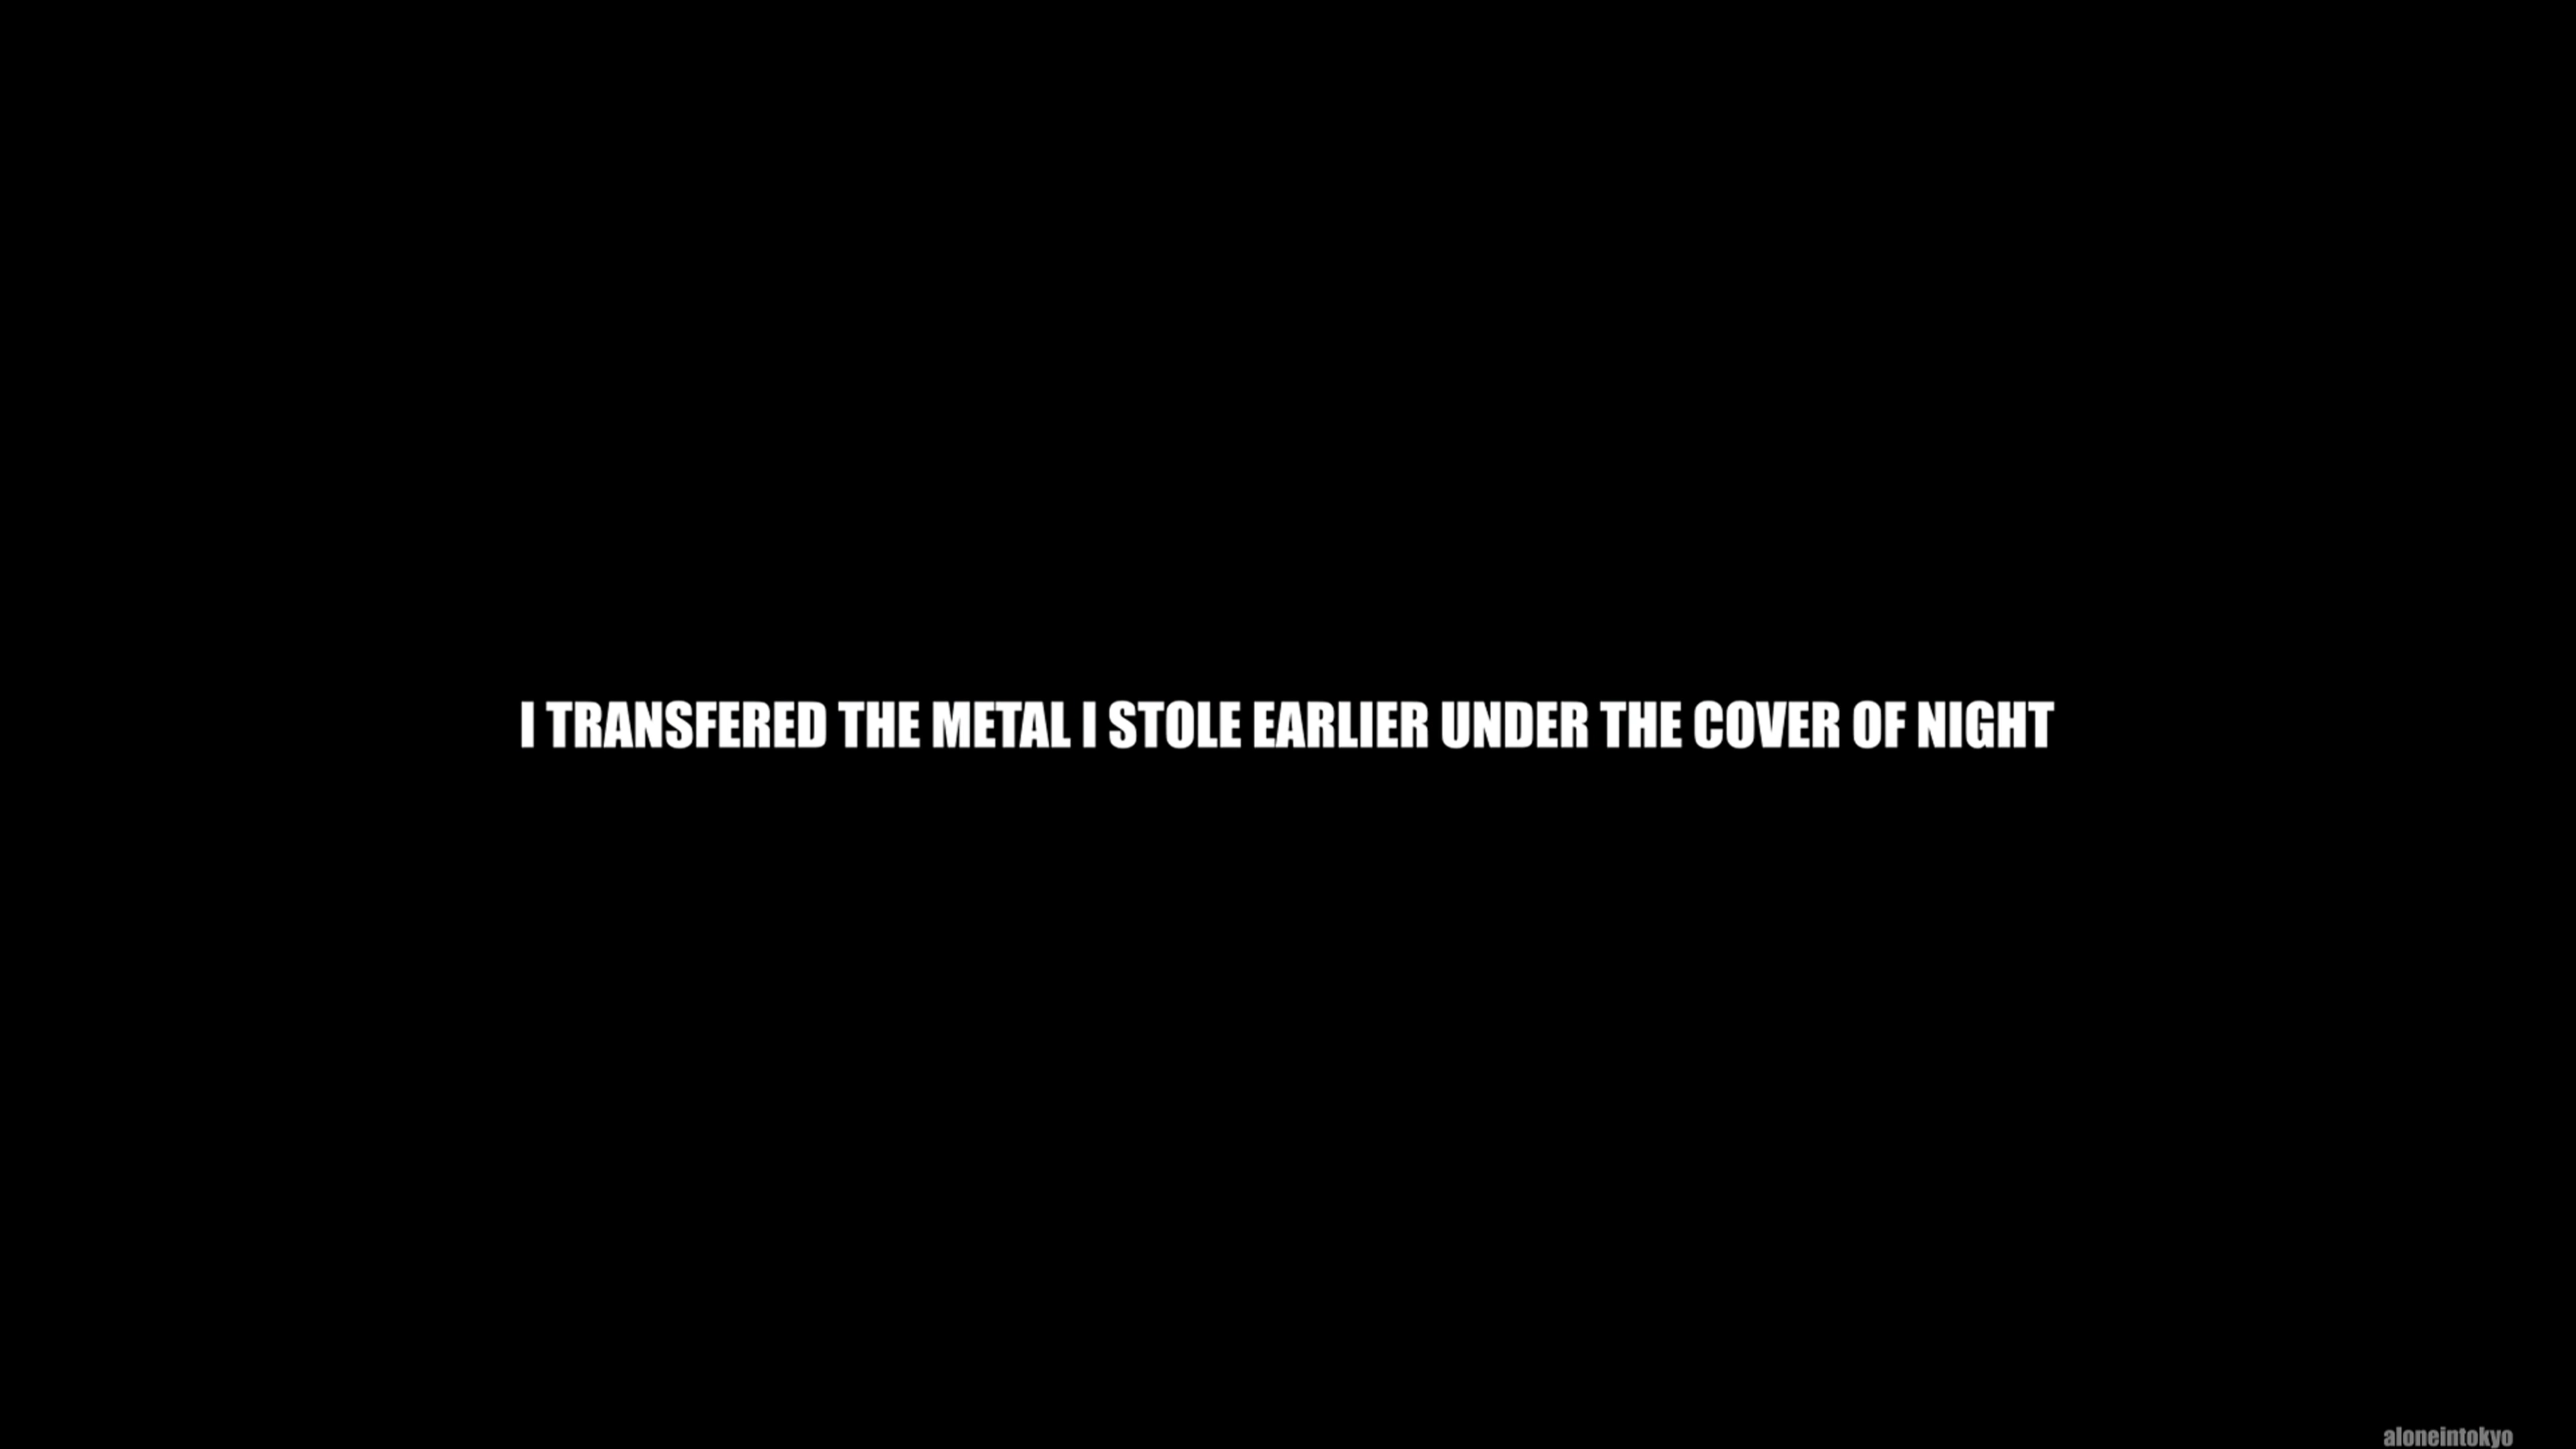 I TRANSFERED THE METAL I STOLE EARLIER UNDER THE COVER OF NIGHT
aloneintokyo